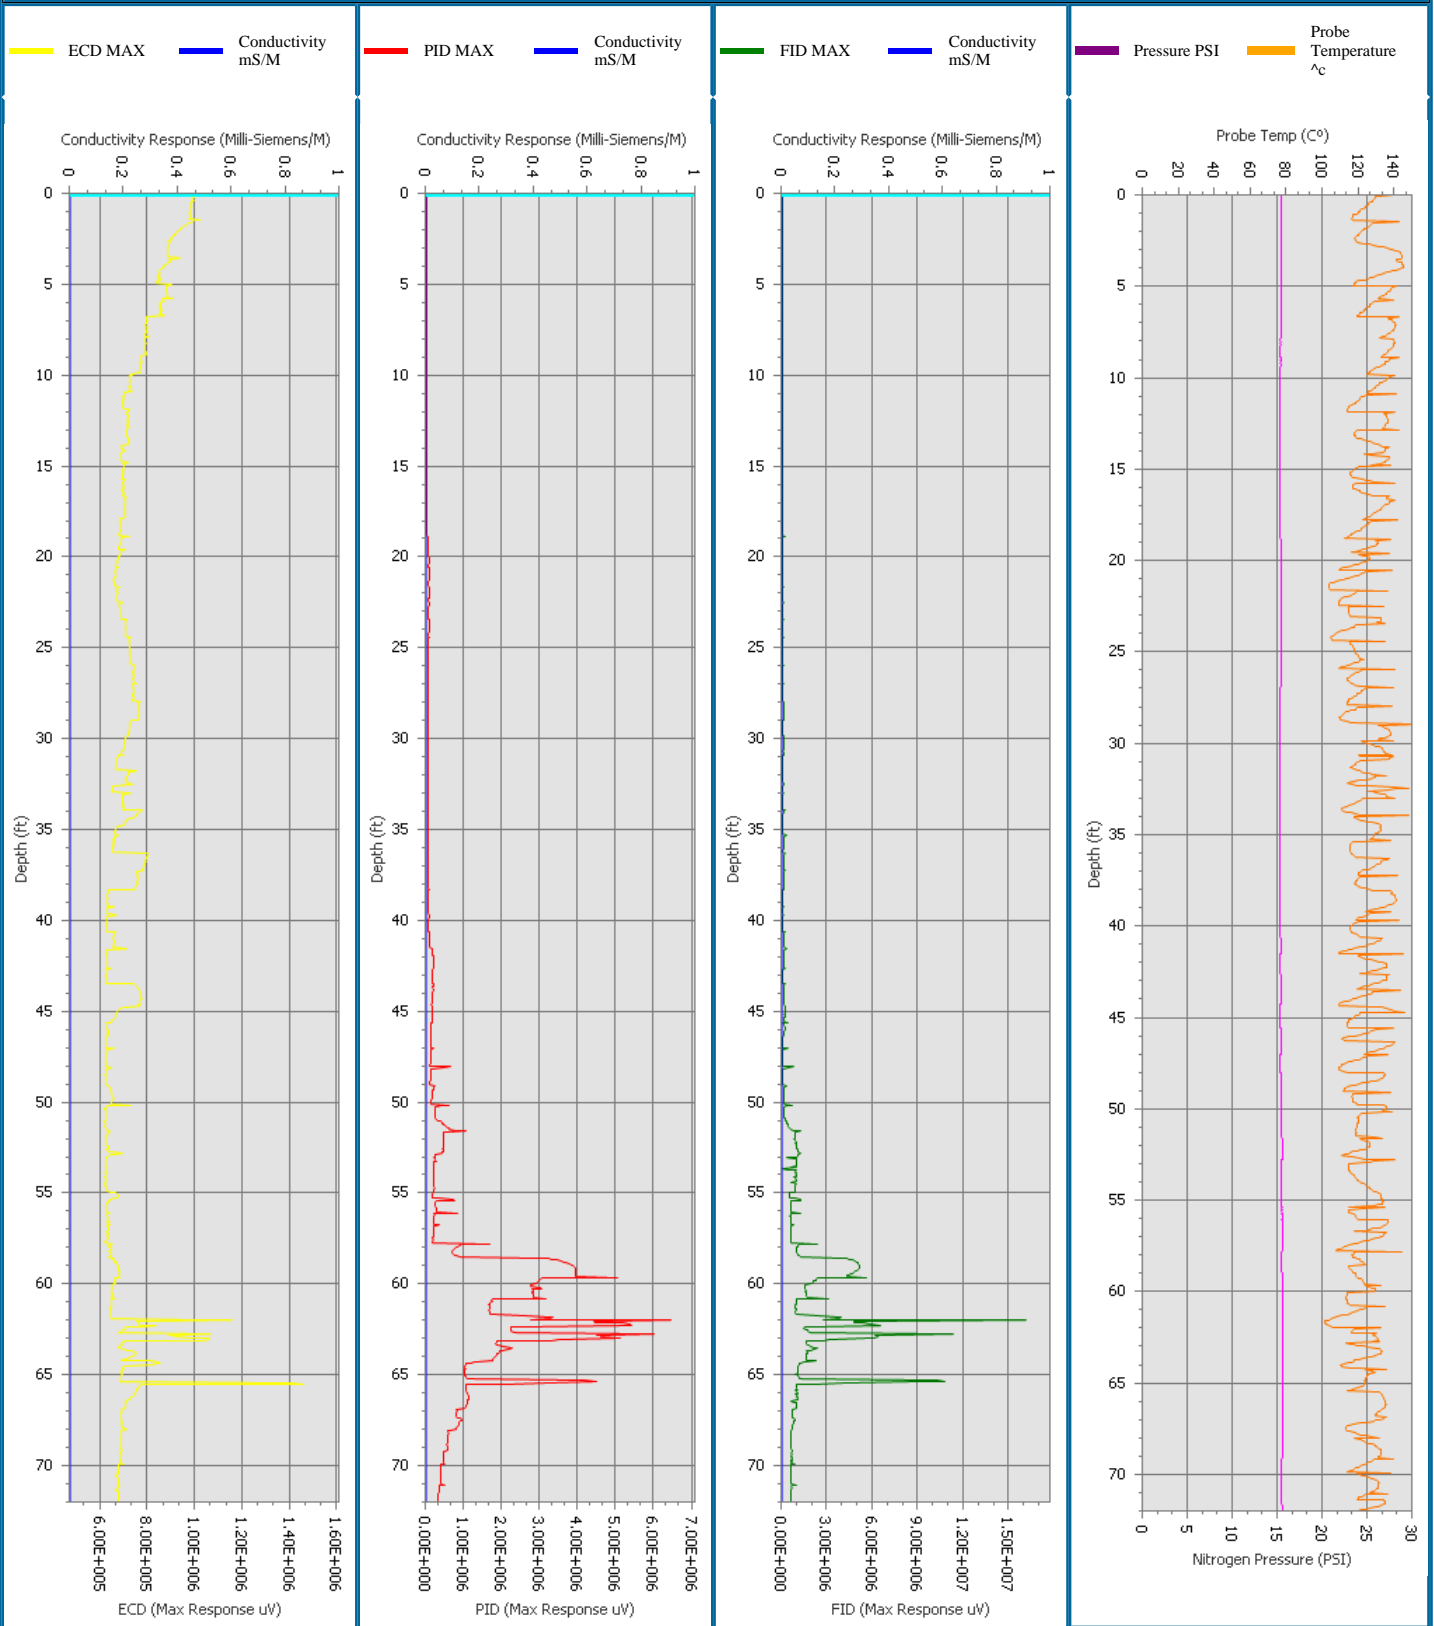 ECD MAX
Conductivity
mS/M
PID MAX
Conductivity
mS/M
FID MAX
Conductivity
mS/M
Pressure PSI
Probe
Temperature
^c
Conductivity Response (Milli-Siemens/M)
0 0.2 0.4 0.6 0.8 1
Depth (ft)
0
5
10
15
20
25
30
35
40
45
50
55
60
65
70
6.00E+005 8.00E+005 1.00E+006 1.20E+006 1.40E+006 1.60E+006
ECD (Max Response uV)
Conductivity Response (Milli-Siemens/M)
0 0.2 0.4 0.6 0.8 1
Depth (ft)
0
5
10
15
20
25
30
35
40
45
50
55
60
65
70
0.00E+000 1.00E+006 2.00E+006 3.00E+006 4.00E+006 5.00E+006 6.00E+006 7.00E+006
PID (Max Response uV)
Conductivity Response (Milli-Siemens/M)
0 0.2 0.4 0.6 0.8 1
Depth (ft)
0
5
10
15
20
25
30
35
40
45
50
55
60
65
70
0.00E+000 3.00E+006 6.00E+006 9.00E+006 1.20E+007 1.50E+007
FID (Max Response uV)
Probe Temp (Cº)
0 20 40 60 80 100 120 140
Depth (ft)
0
5
10
15
20
25
30
35
40
45
50
55
60
65
70
0 5 10 15 20 25 30
Nitrogen Pressure (PSI)